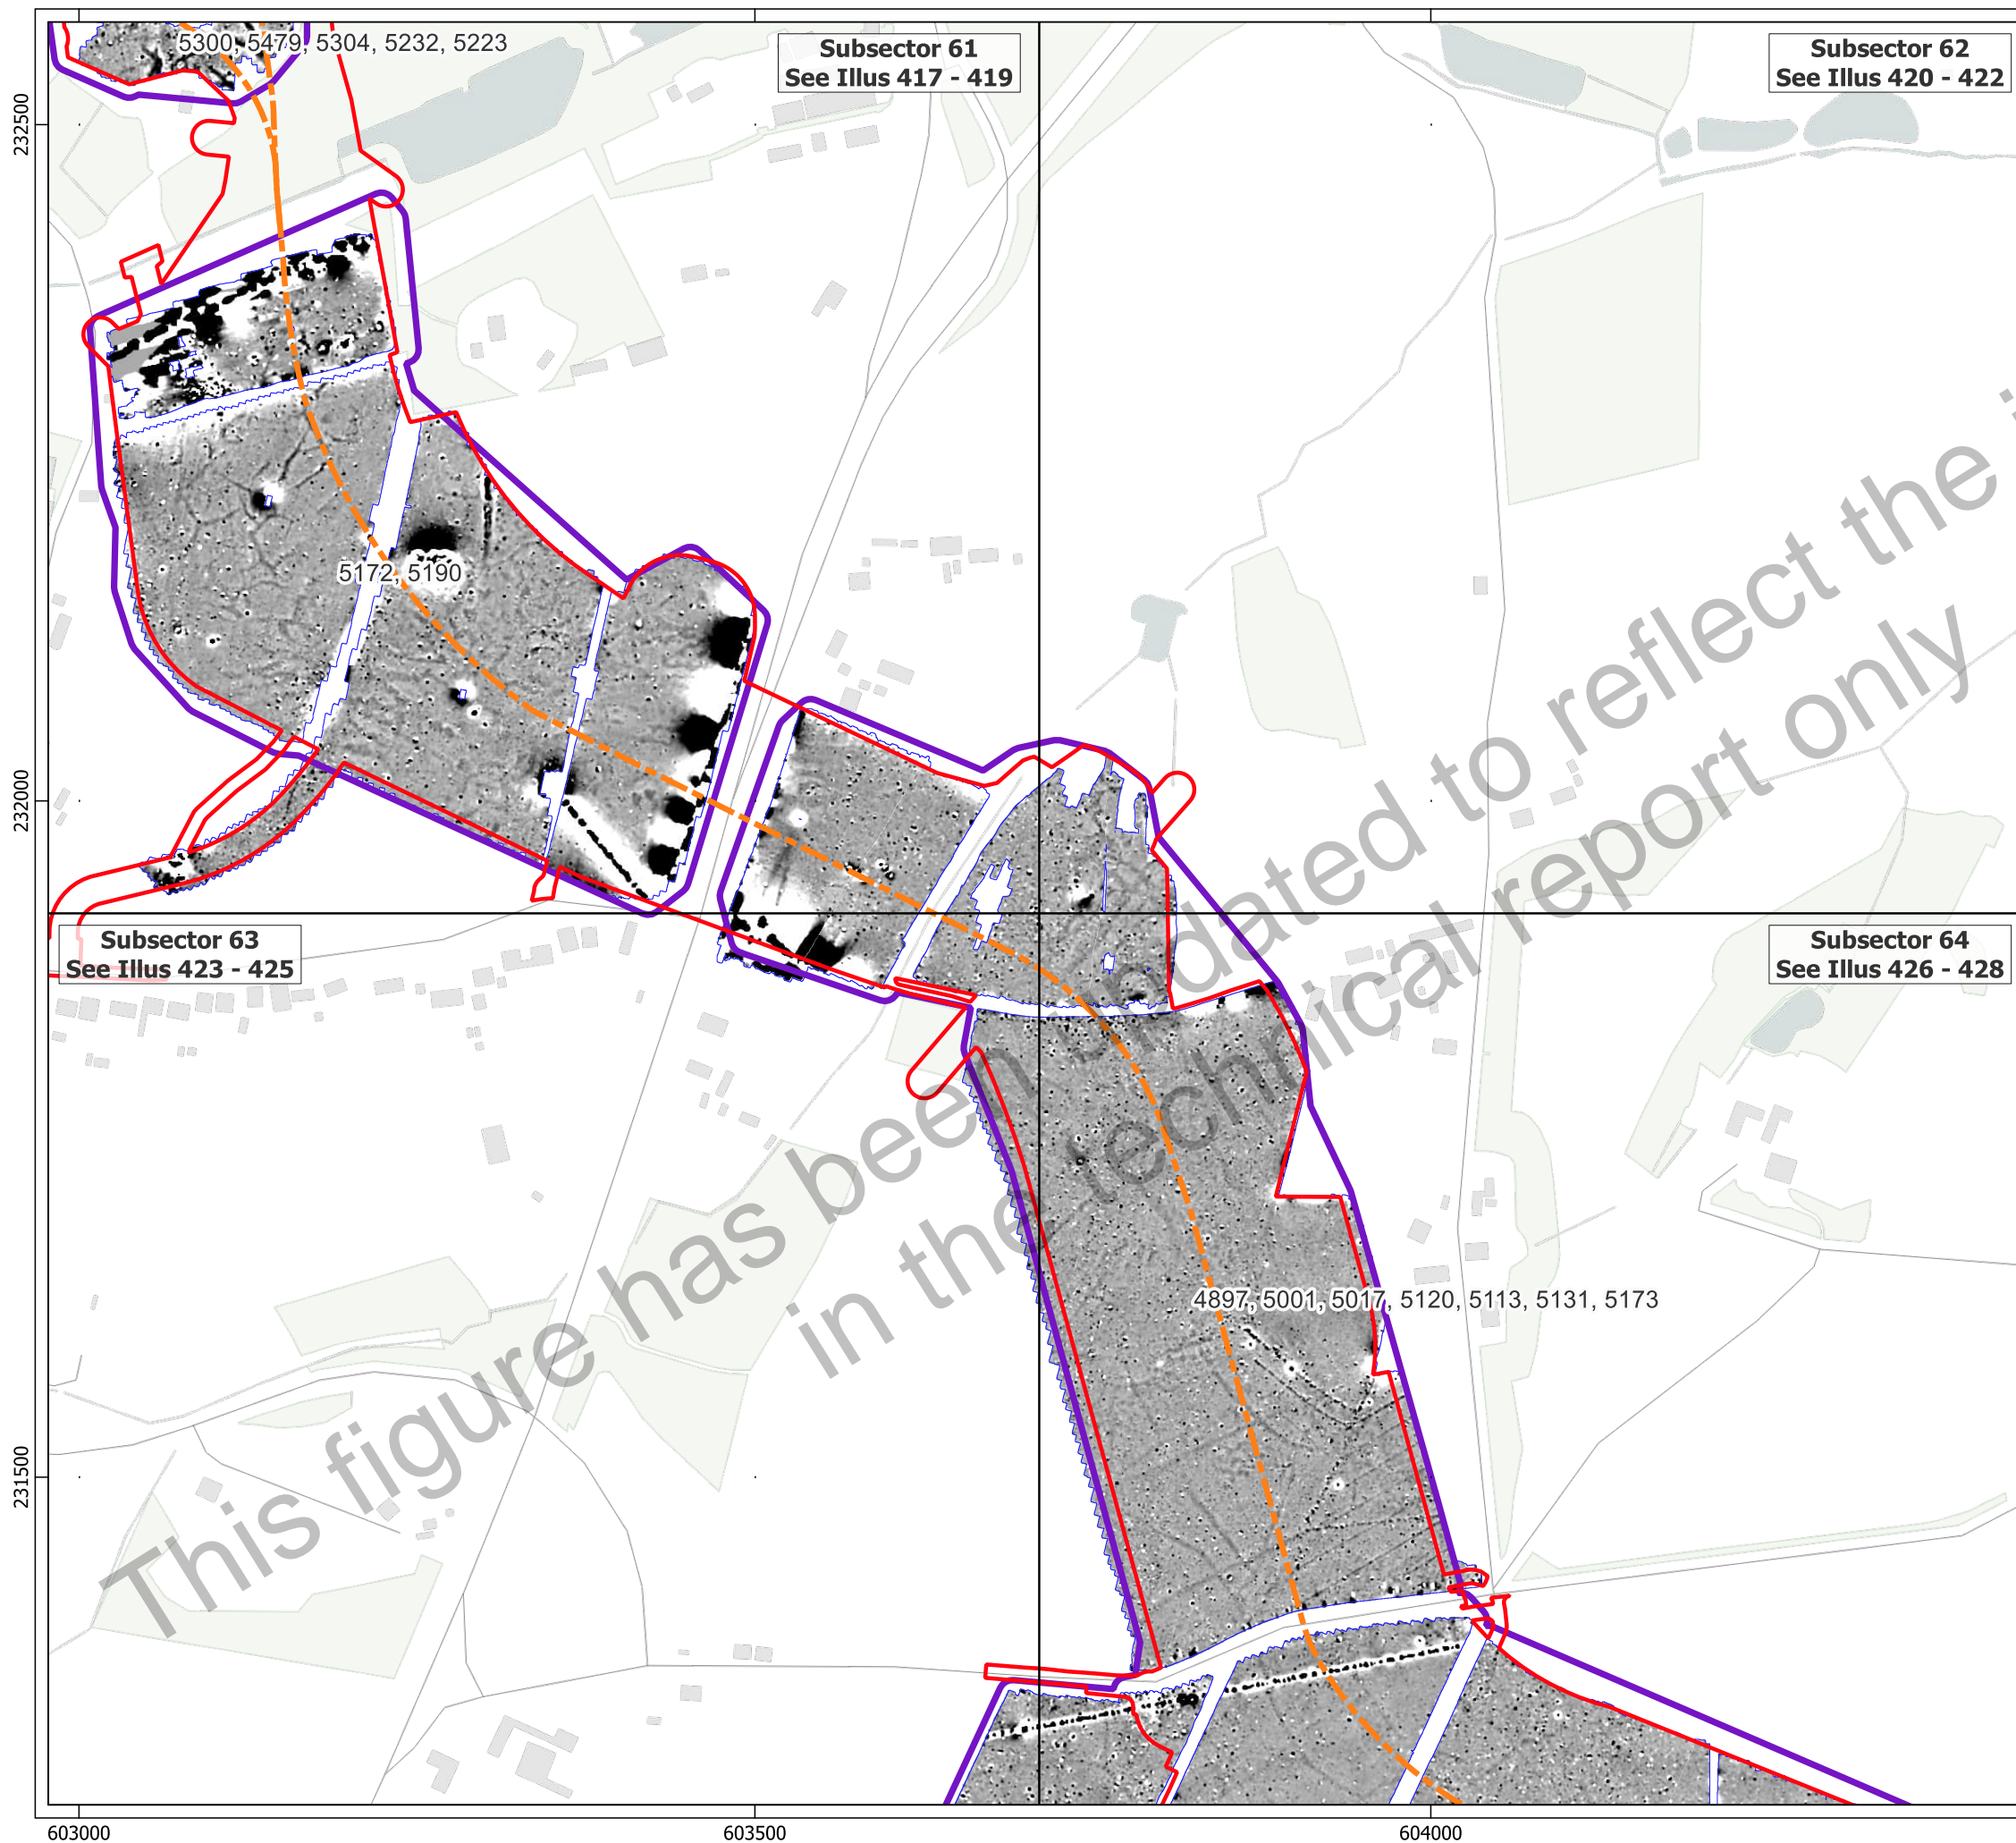 5300, 5479, 5304, 5232, 5223
Subsector 61
See Illus 417 - 419
Subsector 62
See Illus 420 - 422
232500
5172, 5190
232000
Subsector 63
See Illus 423 - 425
Subsector 64
See Illus 426 - 428
This figure has been updated to reflect the
in the technical report only
4897, 5001, 5017, 5120, 5113, 5131, 5173
231500
603000
603500
604000